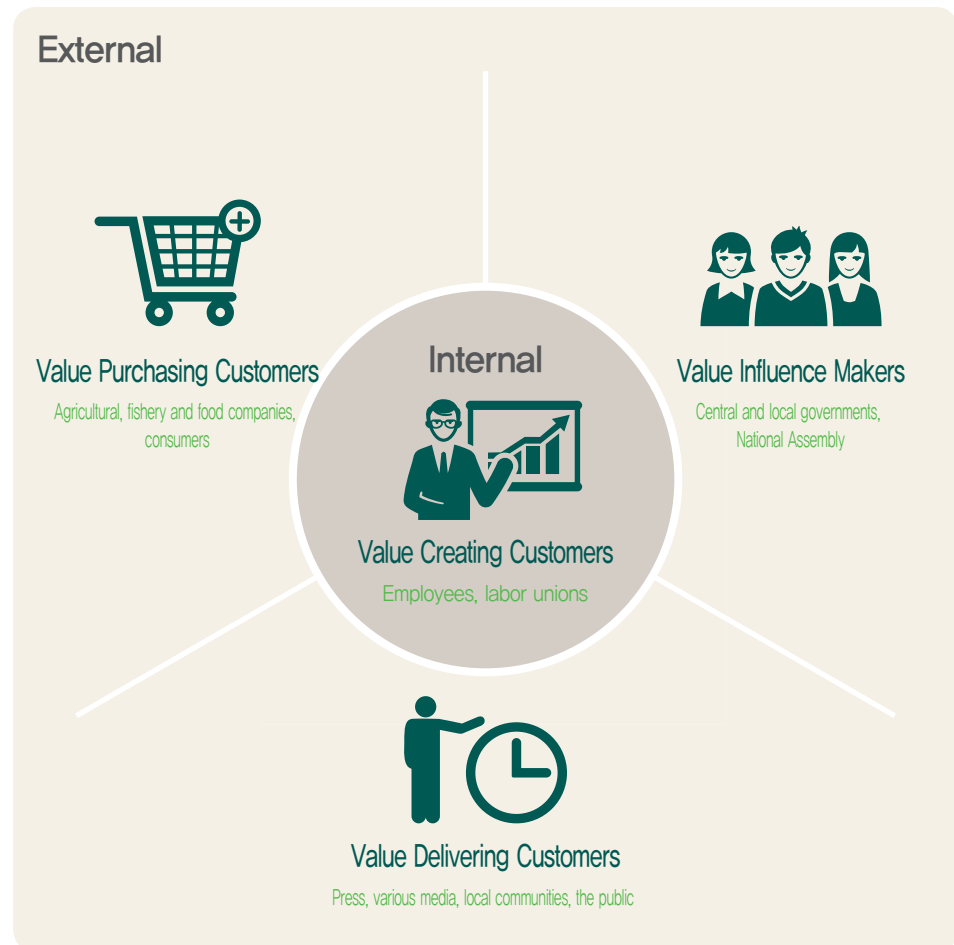 External
Value Purchasing Customers
Agricultural, fishery and food companies,
consumers
Value Influence Makers
Central and local governments,
National Assembly
Internal
Value Creating Customers
Employees, labor unions
Value Delivering Customers
Press, various media, local communities, the public